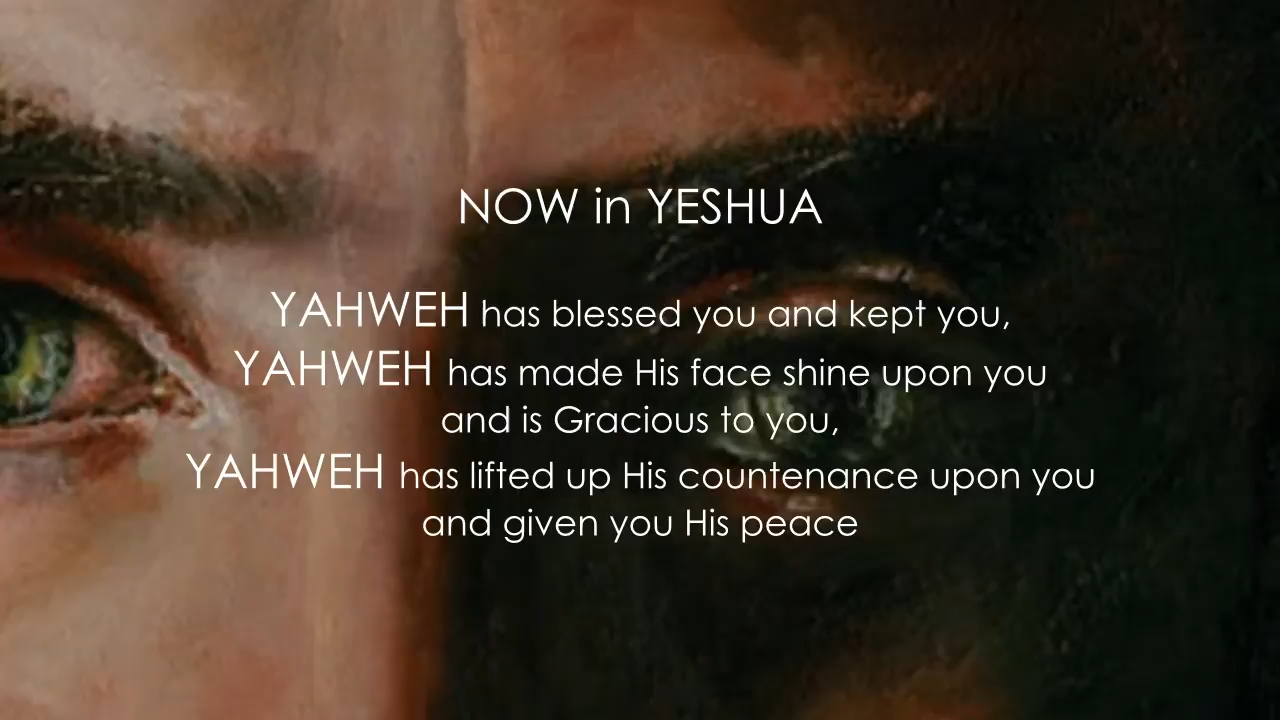 NOW in YESHUA
YAHWEH has blessed you and kept you,
YAHWEH has made His face shine upon you
and is Gracious to you,
YAHWEH has lifted up His countenance upon you
and given you His peace